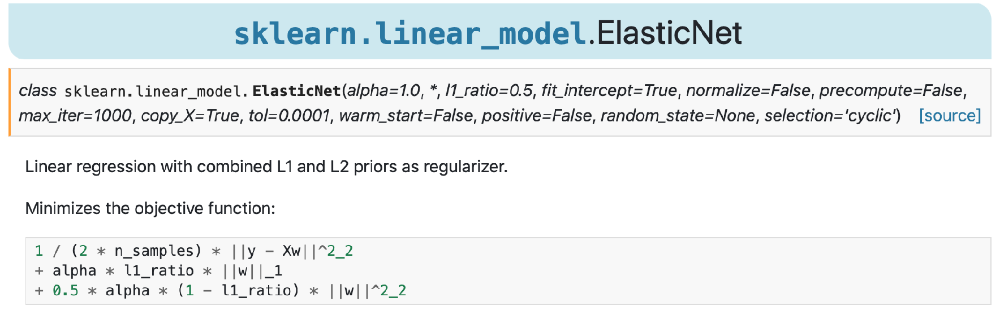 sklearn.linear_model.ElasticNet
class sklearn.linear_model.ElasticNet(alpha=1.0, *, l1_ratio=0.5, fit_intercept=True, normalize=False, precompute=False,
max_iter=1000, copy_X=True, tol=0.0001, warm_start=False, positive=False, random_state=None, selection='cyclic') [source]
Linear regression with combined L1 and L2 priors as regularizer.
Minimizes the objective function:
1 / (2 * n_samples) * ||y - Xw||^2_2
+ alpha * l1_ratio * ||w||_1
+ 0.5 * alpha * (1 - l1_ratio) * ||w||^2_2